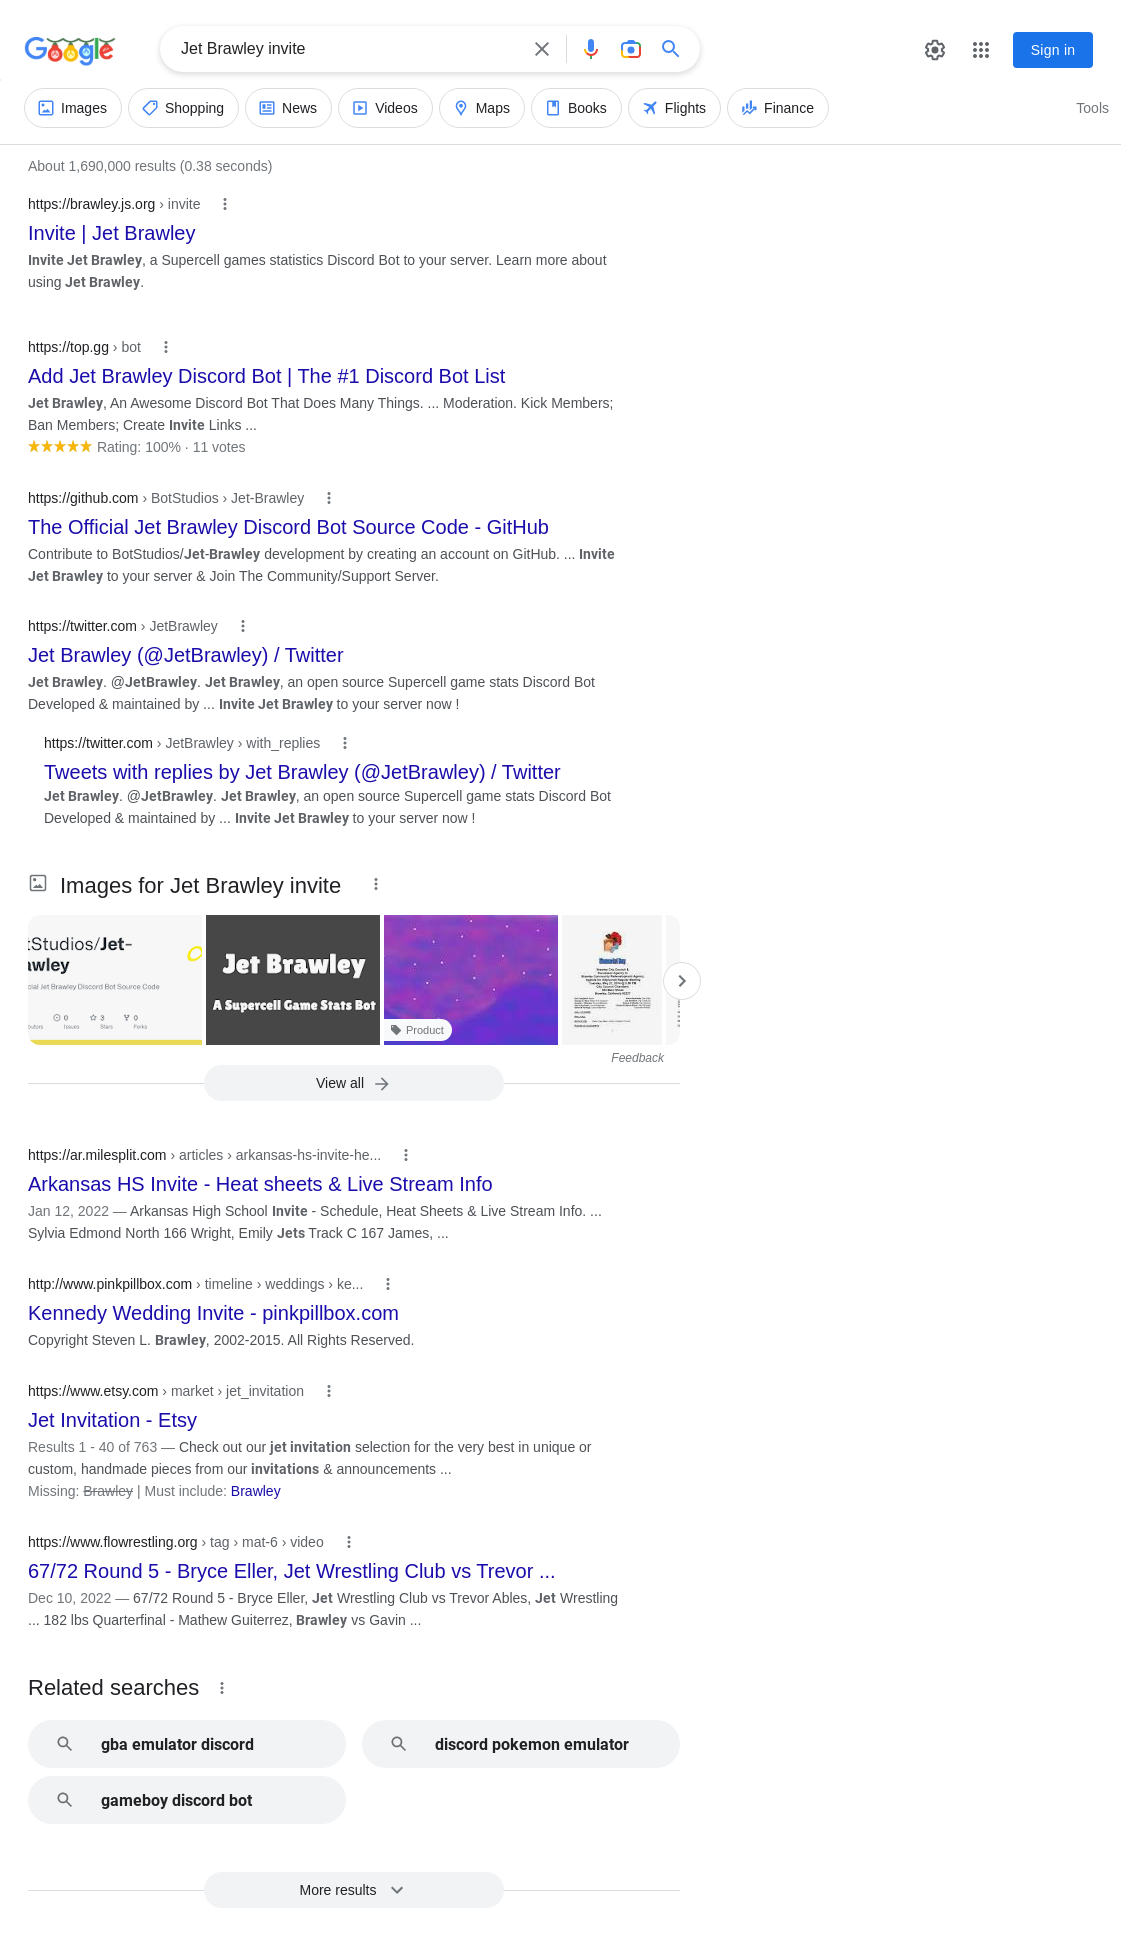 Google
Jet Brawley invite
Sign in
Images
Shopping
News
Videos
Maps
Books
Flights
Finance
Tools
About 1,690,000 results (0.38 seconds)
https://brawley.js.org › invite
Invite | Jet Brawley
Invite Jet Brawley, a Supercell games statistics Discord Bot to your server. Learn more about
using Jet Brawley.
https://top.gg › bot
Add Jet Brawley Discord Bot | The #1 Discord Bot List
Jet Brawley, An Awesome Discord Bot That Does Many Things. ... Moderation. Kick Members;
Ban Members; Create Invite Links ...
Rating: 100% · 11 votes
https://github.com › BotStudios › Jet-Brawley
The Official Jet Brawley Discord Bot Source Code - GitHub
Contribute to BotStudios/Jet-Brawley development by creating an account on GitHub. ... Invite
Jet Brawley to your server & Join The Community/Support Server.
https://twitter.com › JetBrawley
Jet Brawley (@JetBrawley) / Twitter
Jet Brawley. @JetBrawley. Jet Brawley, an open source Supercell game stats Discord Bot
Developed & maintained by ... Invite Jet Brawley to your server now !
https://twitter.com › JetBrawley › with_replies
Tweets with replies by Jet Brawley (@JetBrawley) / Twitter
Jet Brawley. @JetBrawley. Jet Brawley, an open source Supercell game stats Discord Bot
Developed & maintained by ... Invite Jet Brawley to your server now !
Images for Jet Brawley invite
tStudios/Jet-
awley
cial Jet Brawley Discord Bot Source Code
0 3 0
butors Issues Stars Forks
Jet Brawley
A Supercell Game Stats Bot
Product
Memorial Day
Feedback
View all
https://ar.milesplit.com › articles › arkansas-hs-invite-he...
Arkansas HS Invite - Heat sheets & Live Stream Info
Jan 12, 2022 — Arkansas High School Invite - Schedule, Heat Sheets & Live Stream Info. ...
Sylvia Edmond North 166 Wright, Emily Jets Track C 167 James, ...
http://www.pinkpillbox.com › timeline › weddings › ke...
Kennedy Wedding Invite - pinkpillbox.com
Copyright Steven L. Brawley, 2002-2015. All Rights Reserved.
https://www.etsy.com › market › jet_invitation
Jet Invitation - Etsy
Results 1 - 40 of 763 — Check out our jet invitation selection for the very best in unique or
custom, handmade pieces from our invitations & announcements ...
Missing: Brawley | Must include: Brawley
https://www.flowrestling.org › tag › mat-6 › video
67/72 Round 5 - Bryce Eller, Jet Wrestling Club vs Trevor ...
Dec 10, 2022 — 67/72 Round 5 - Bryce Eller, Jet Wrestling Club vs Trevor Ables, Jet Wrestling
... 182 lbs Quarterfinal - Mathew Guiterrez, Brawley vs Gavin ...
Related searches
gba emulator discord
discord pokemon emulator
gameboy discord bot
More results